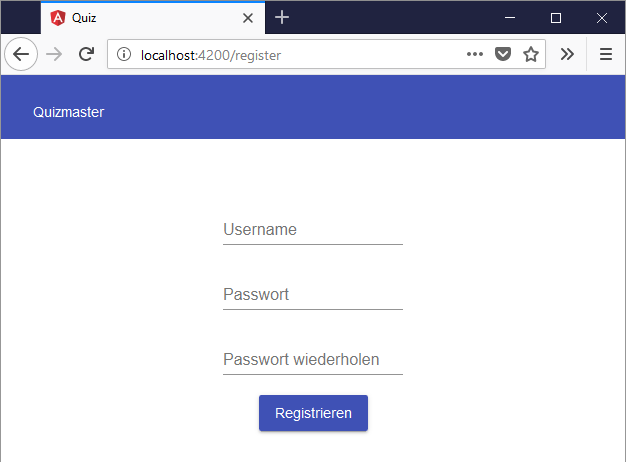 Quiz
localhost:4200/register
Quizmaster
Username
Passwort
Passwort wiederholen
Registrieren